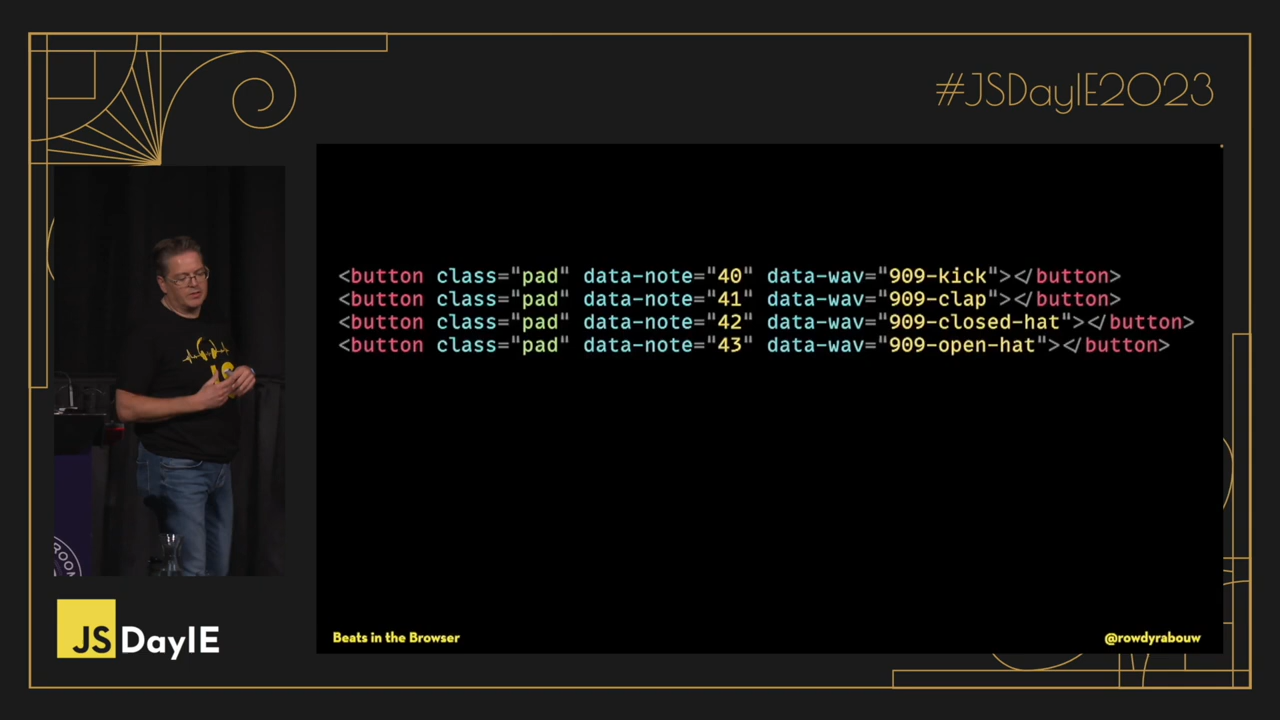 #JSDayIE2023
<button class="pad" data-note="40" data-wav="909-kick"></button>
<button class="pad" data-note="41" data-wav="909-clap"></button>
<button class="pad" data-note="42" data-wav="909-closed-hat"></button>
<button class="pad" data-note="43" data-wav="909-open-hat"></button>
Beats in the Browser
@rowdyrabouw
JS DayIE